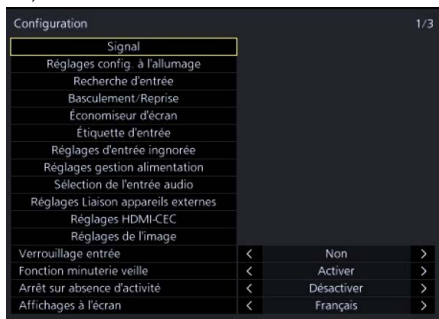 Configuration 1/3
Signal
Réglages config. à l'allumage
Recherche d'entrée
Basculement/Reprise
Économiseur d'écran
Étiquette d'entrée
Réglages d'entrée ingnorée
Réglages gestion alimentation
Sélection de l'entrée audio
Réglages Liaison appareils externes
Réglages HDMI-CEC
Réglages de l'image
Verrouillage entrée < Non >
Fonction minuterie veille < Activer >
Arrêt sur absence d'activité < Désactiver >
Affichages à l'écran < Français >